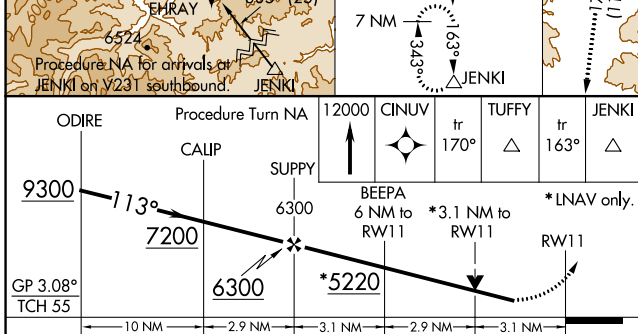 EHRAY
6524
Procedure NA for arrivals at
JENKI on V231 southbound.
JENKI
7 NM
343°
163°
JENKI
ODIRE
Procedure Turn NA
12000
CINUV
tr
170°
TUFFY
tr
163°
JENKI
CALIP
SUPPY
6300
BEEPA
6 NM to
RW11
*3.1 NM to
RW11
*LNAV only.
RW11
9300
113°
7200
6300
*5220
GP 3.08°
TCH 55
10 NM
2.9 NM
3.1 NM
2.9 NM
3.1 NM